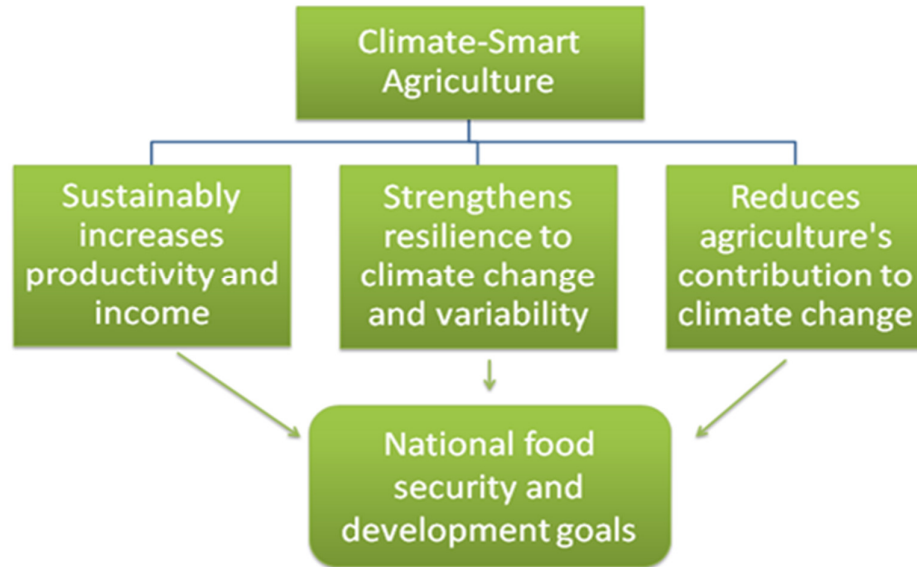 Climate-Smart
Agriculture
Sustainably
increases
productivity and
income
Strengthens
resilience to
climate change
and variability
Reduces
agriculture's
contribution to
climate change
National food
security and
development goals